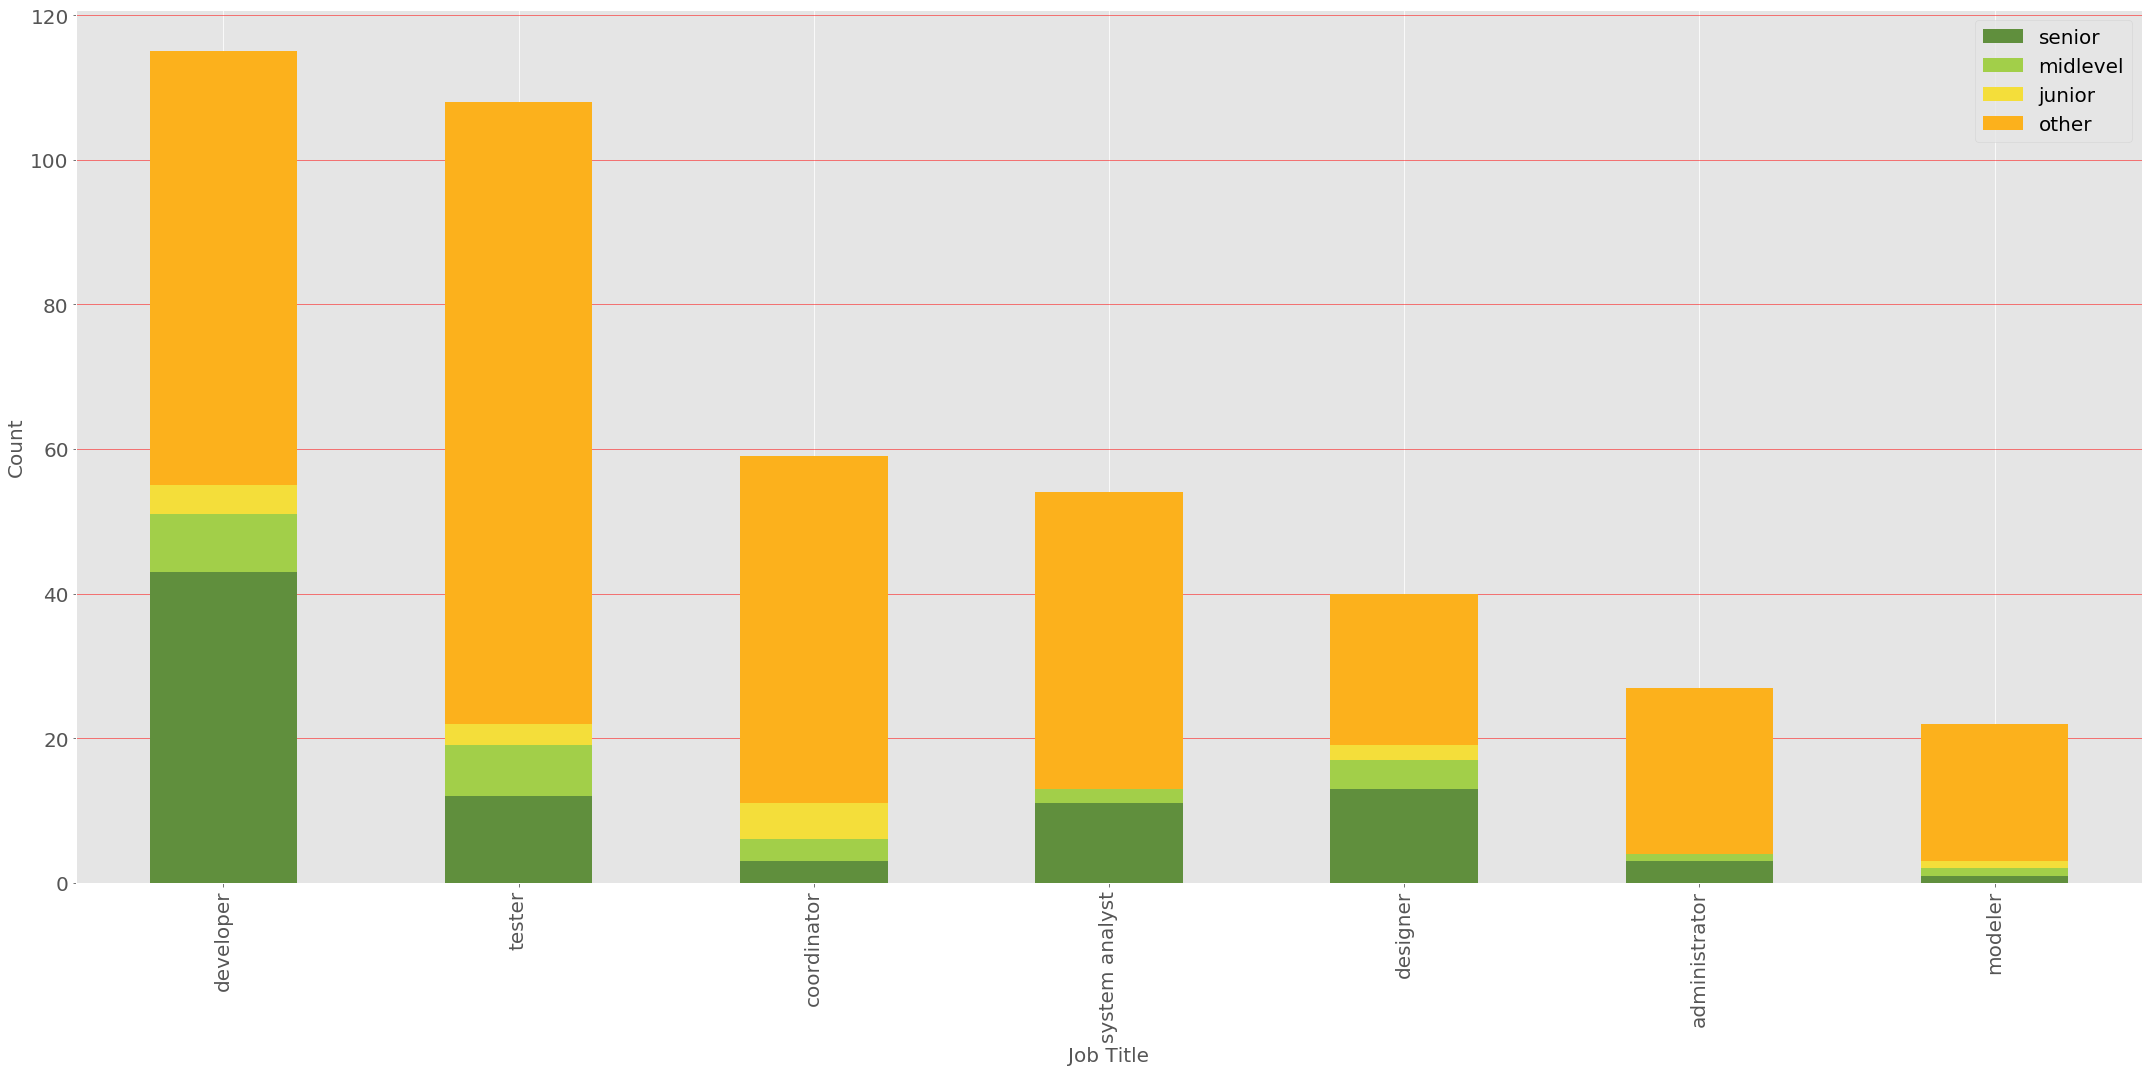 120
100
80
60
40
20
0
Count
senior
midlevel
junior
other
developer
tester
coordinator
system analyst
designer
administrator
modeler
Job Title